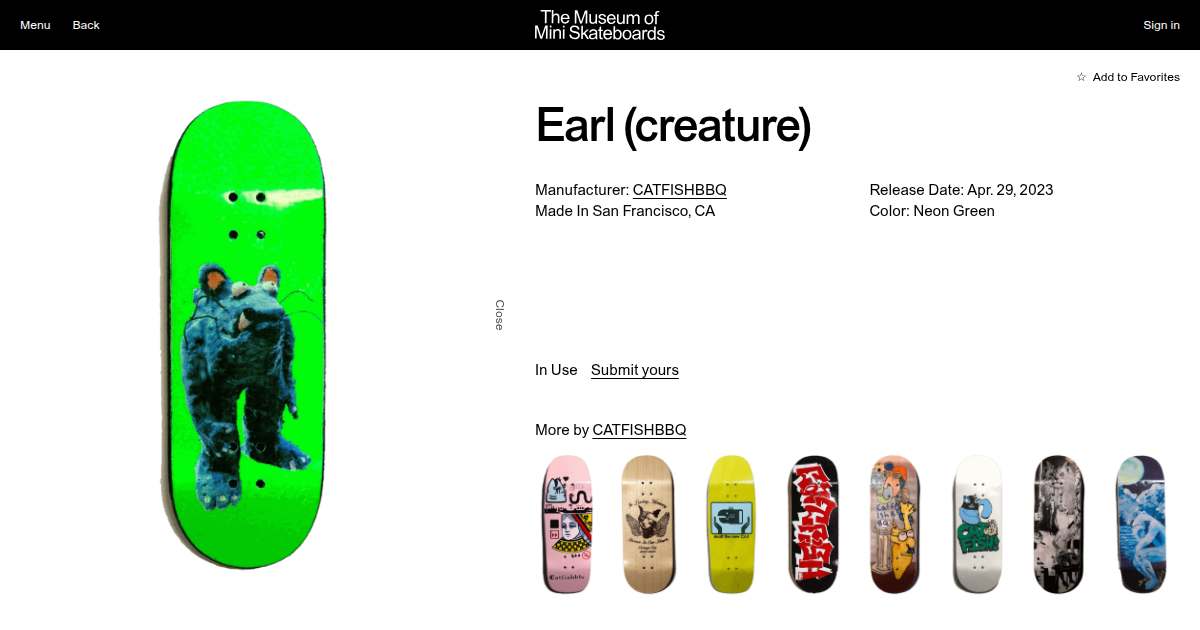 Menu
Back
The Museum of
Mini Skateboards
Sign in
☆ Add to Favorites
Earl (creature)
Manufacturer: CATFISHBBQ
Release Date: Apr. 29, 2023
Made In San Francisco, CA
Color: Neon Green
Close
In Use Submit yours
More by CATFISHBBQ
Catfishbbq